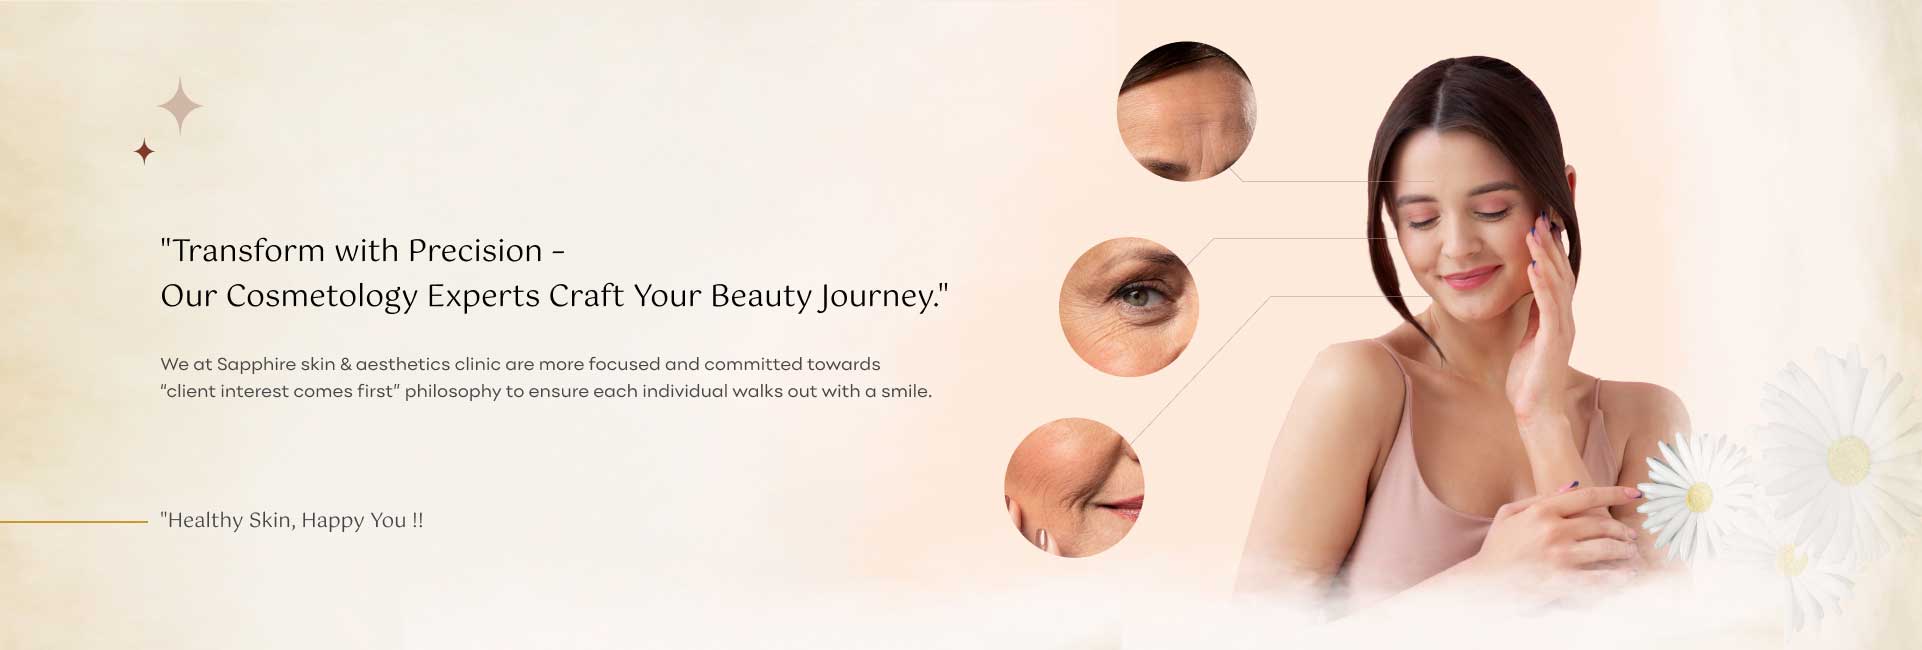 "Transform with Precision –
Our Cosmetology Experts Craft Your Beauty Journey."
We at Sapphire skin & aesthetics clinic are more focused and committed towards
“client interest comes first” philosophy to ensure each individual walks out with a smile.
"Healthy Skin, Happy You !!